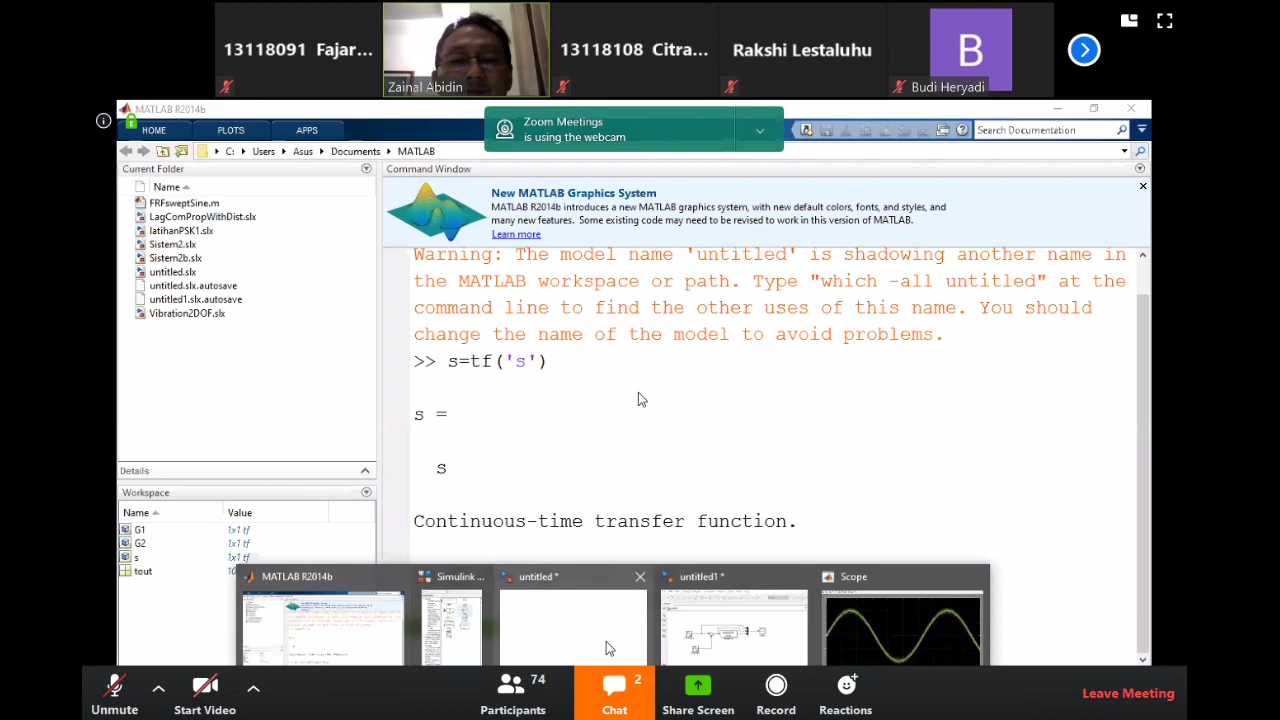 13118091 Fajar...
Zainal Abidin
13118108 Citra...
Rakshi Lestaluhu
B
Budi Heryadi
MATLAB R2014b
Zoom Meetings
is using the webcam
HOME
PLOTS
APPS
Search Documentation
C:
Users
Asus
Documents
MATLAB
Current Folder
Command Window
Name
FRFsweptSine.m
LagComPropWithDist.slx
latihanPSK1.slx
Sistem2.slx
Sistem2b.slx
untitled.slx
untitled.slx.autosave
untitled1.slx.autosave
Vibration2DOF.slx
New MATLAB Graphics System
MATLAB R2014b introduces a new MATLAB graphics system, with new default colors, fonts, and styles, and
many new features. Some existing code may need to be revised to work in this version of MATLAB.
Learn more
Warning: The model name 'untitled' is shadowing another name in
the MATLAB workspace or path. Type "which -all untitled" at the
command line to find the other uses of this name. You should
change the name of the model to avoid problems.
>> s=tf('s')
s =
s
Continuous-time transfer function.
Details
Workspace
Name
Value
G1
1x1 tf
G2
1x1 tf
s
1x1 tf
tout
10
MATLAB R2014b
Simulink ...
untitled *
untitled1 *
Scope
Unmute
Start Video
74
Participants
2
Chat
Share Screen
Record
Reactions
Leave Meeting